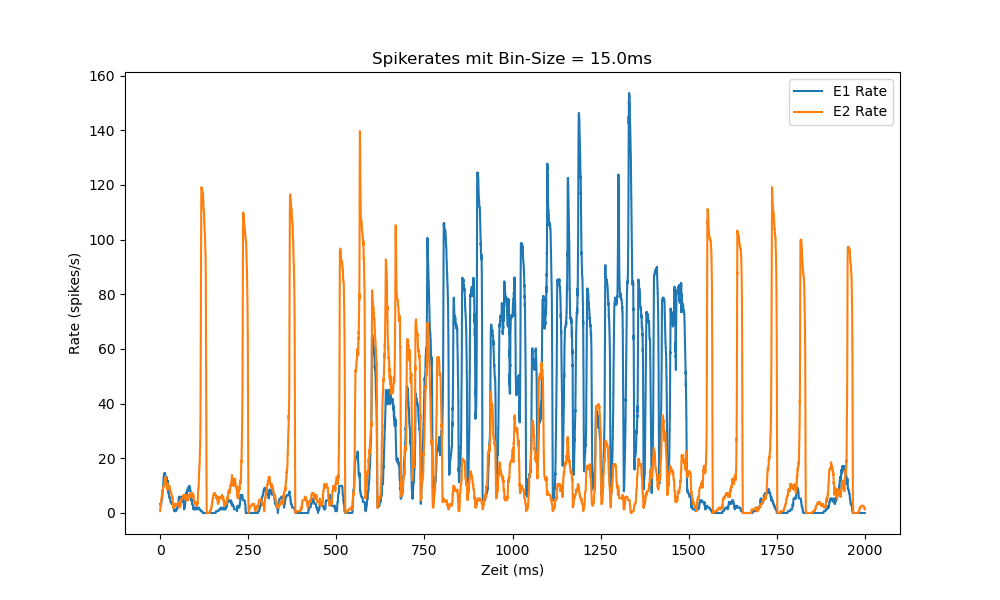 Spikerates mit Bin-Size = 15.0ms
E1 Rate
E2 Rate
Rate (spikes/s)
160
140
120
100
80
60
40
20
0
0 250 500 750 1000 1250 1500 1750 2000
Zeit (ms)